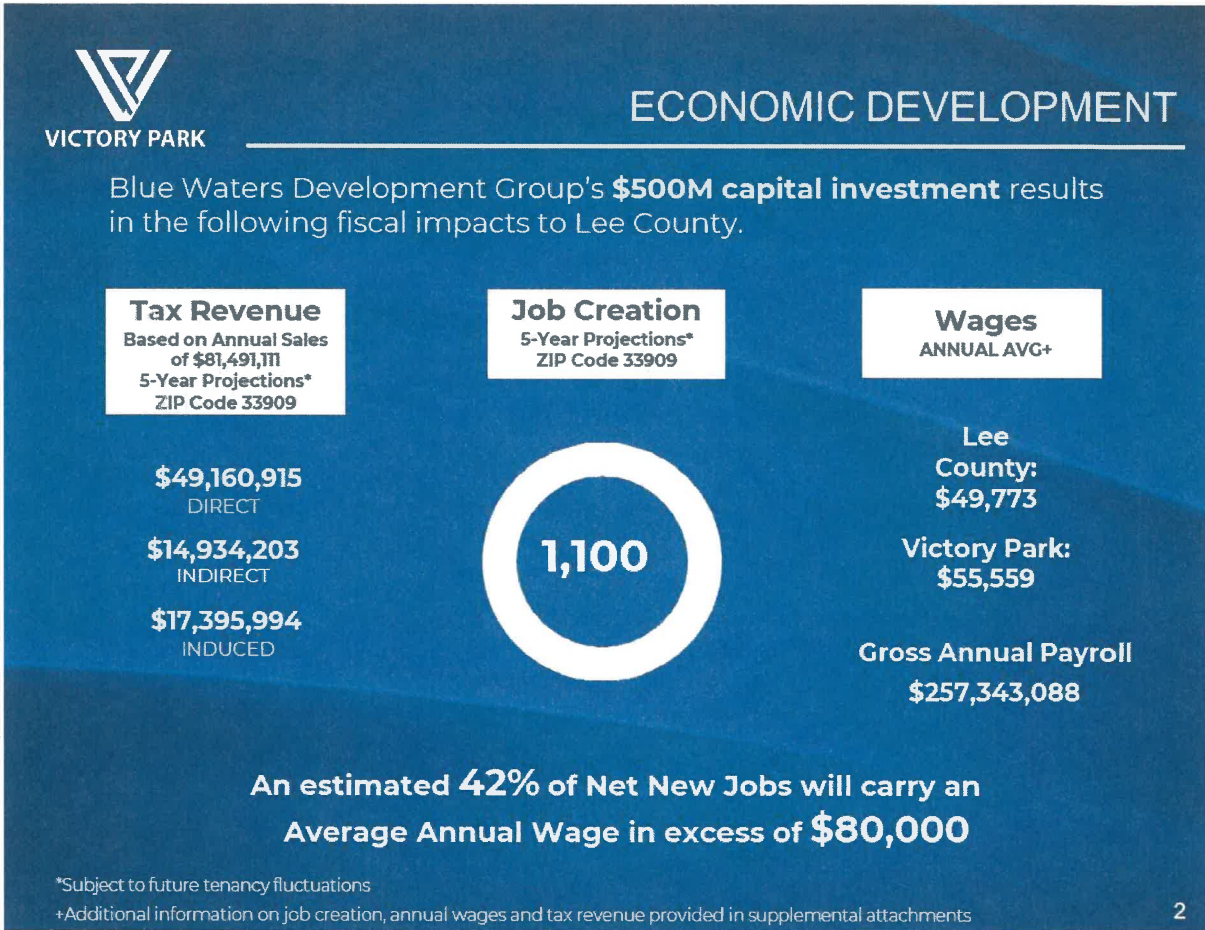 VICTORY PARK
ECONOMIC DEVELOPMENT
Blue Waters Development Group's $500M capital investment results
in the following fiscal impacts to Lee County.
Tax Revenue
Based on Annual Sales
of $81,491,111
5-Year Projections*
ZIP Code 33909
$49,160,915
DIRECT
$14,934,203
INDIRECT
$17,395,994
INDUCED
Job Creation
5-Year Projections*
ZIP Code 33909
1,100
Wages
ANNUAL AVG+
Lee
County:
$49,773
Victory Park:
$55,559
Gross Annual Payroll
$257,343,088
An estimated 42% of Net New Jobs will carry an
Average Annual Wage in excess of $80,000
*Subject to future tenancy fluctuations
+Additional information on job creation, annual wages and tax revenue provided in supplemental attachments
2